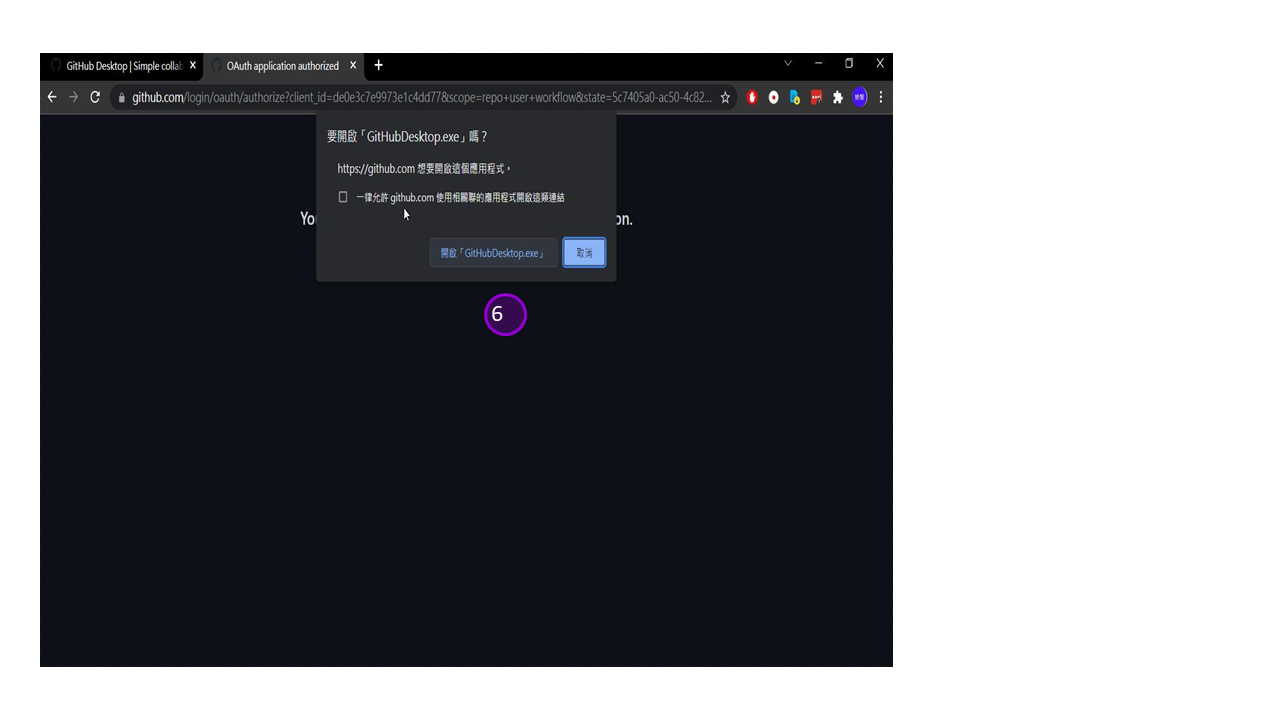 GitHub Desktop | Simple collab
OAuth application authorized
github.com/login/oauth/authorize?client_id=de0e3c7e9973e1c4dd77&scope=repo+user+workflow&state=5c7405a0-ac50-4c82...
要開啟「GitHubDesktop.exe」嗎？
https://github.com 想要開啟這個應用程式。
一律允許 github.com 使用相關聯的應用程式開啟這類連結
You
on.
開啟「GitHubDesktop.exe」
取消
6